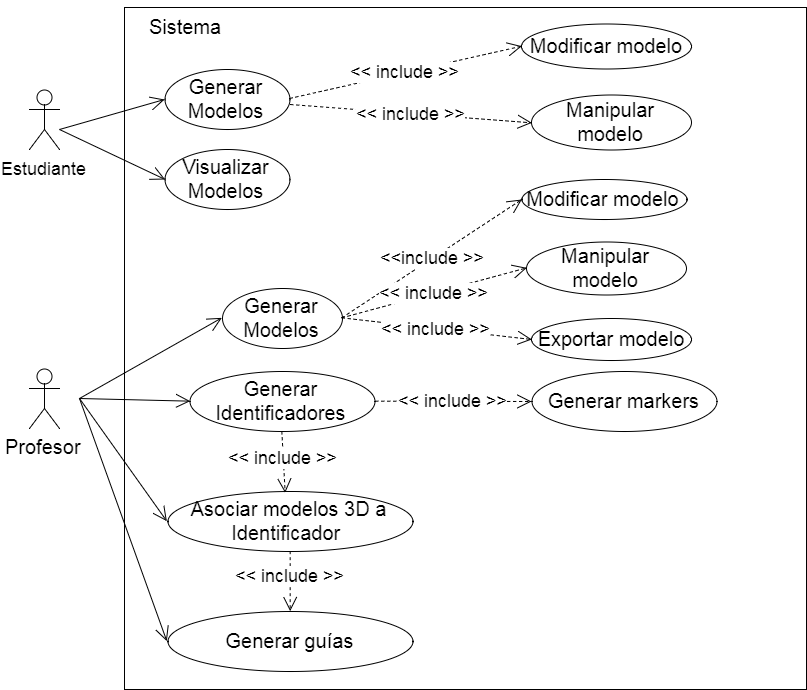 Sistema
Modificar modelo
<< include >>
Generar
Modelos
Manipular
modelo
<< include >>
Estudiante
Visualizar
Modelos
Modificar modelo
<<include >>
Manipular
modelo
<< include >>
Generar
Modelos
<< include >>
Exportar modelo
Generar
Identificadores
<< include >>
Generar markers
Profesor
<< include >>
Asociar modelos 3D a
Identificador
<< include >>
Generar guías